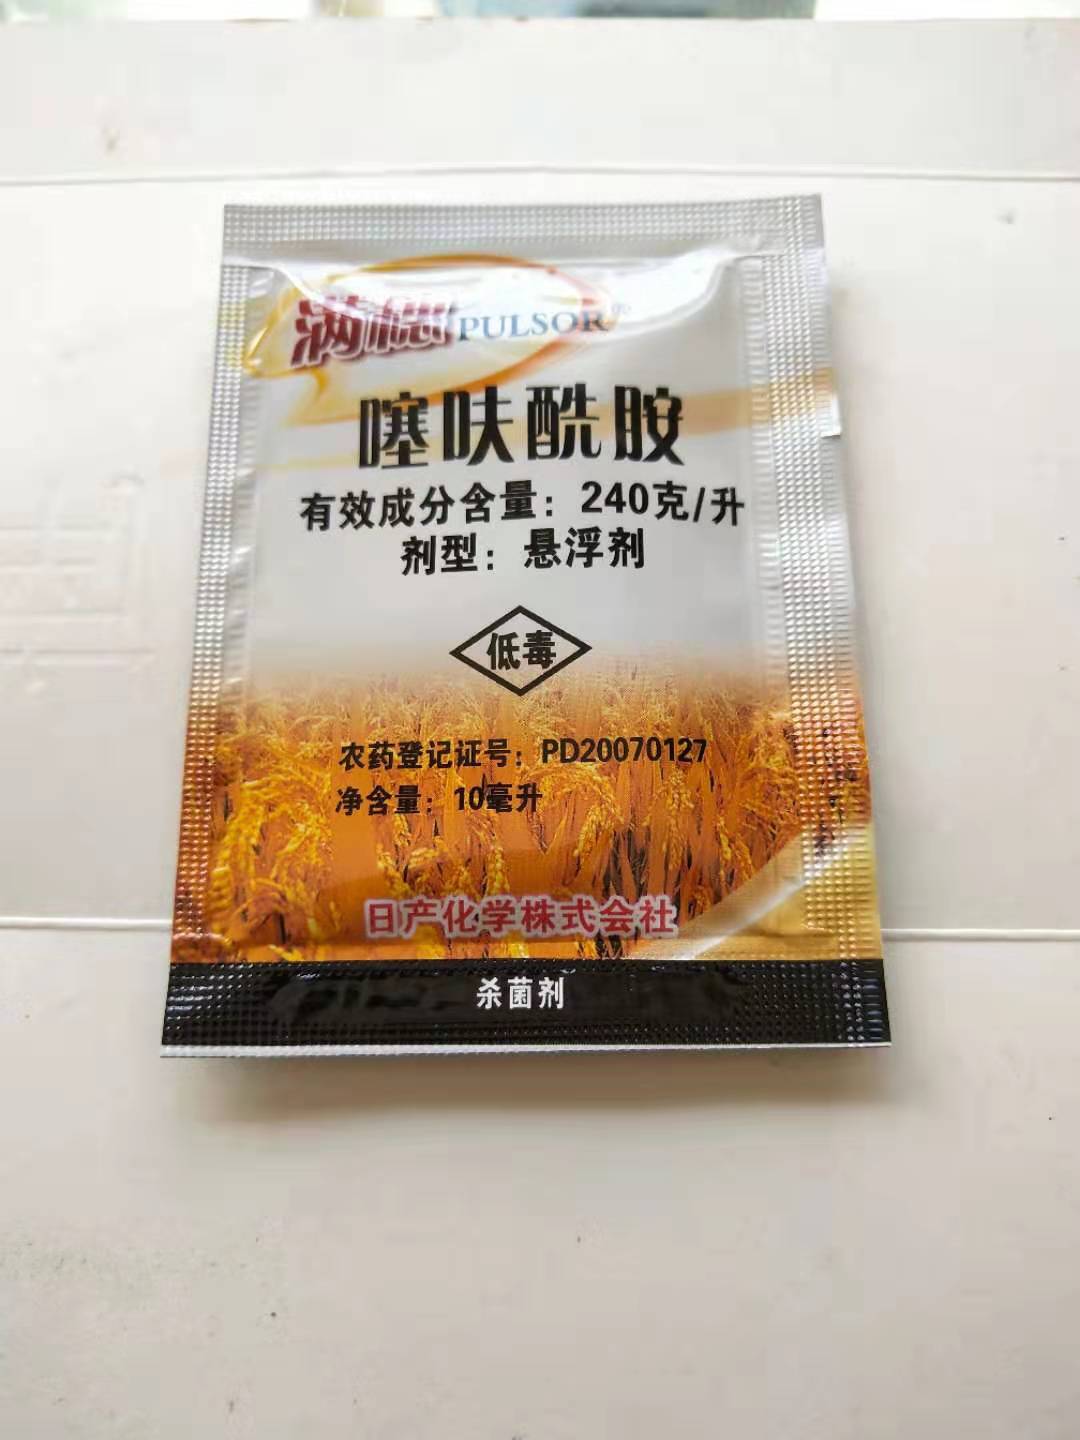 满穗 PULSOR®
噻呋酰胺
有效成分含量：240克/升
剂型：悬浮剂
低毒
农药登记证号：PD20070127
净含量：10毫升
日产化学株式会社
杀菌剂